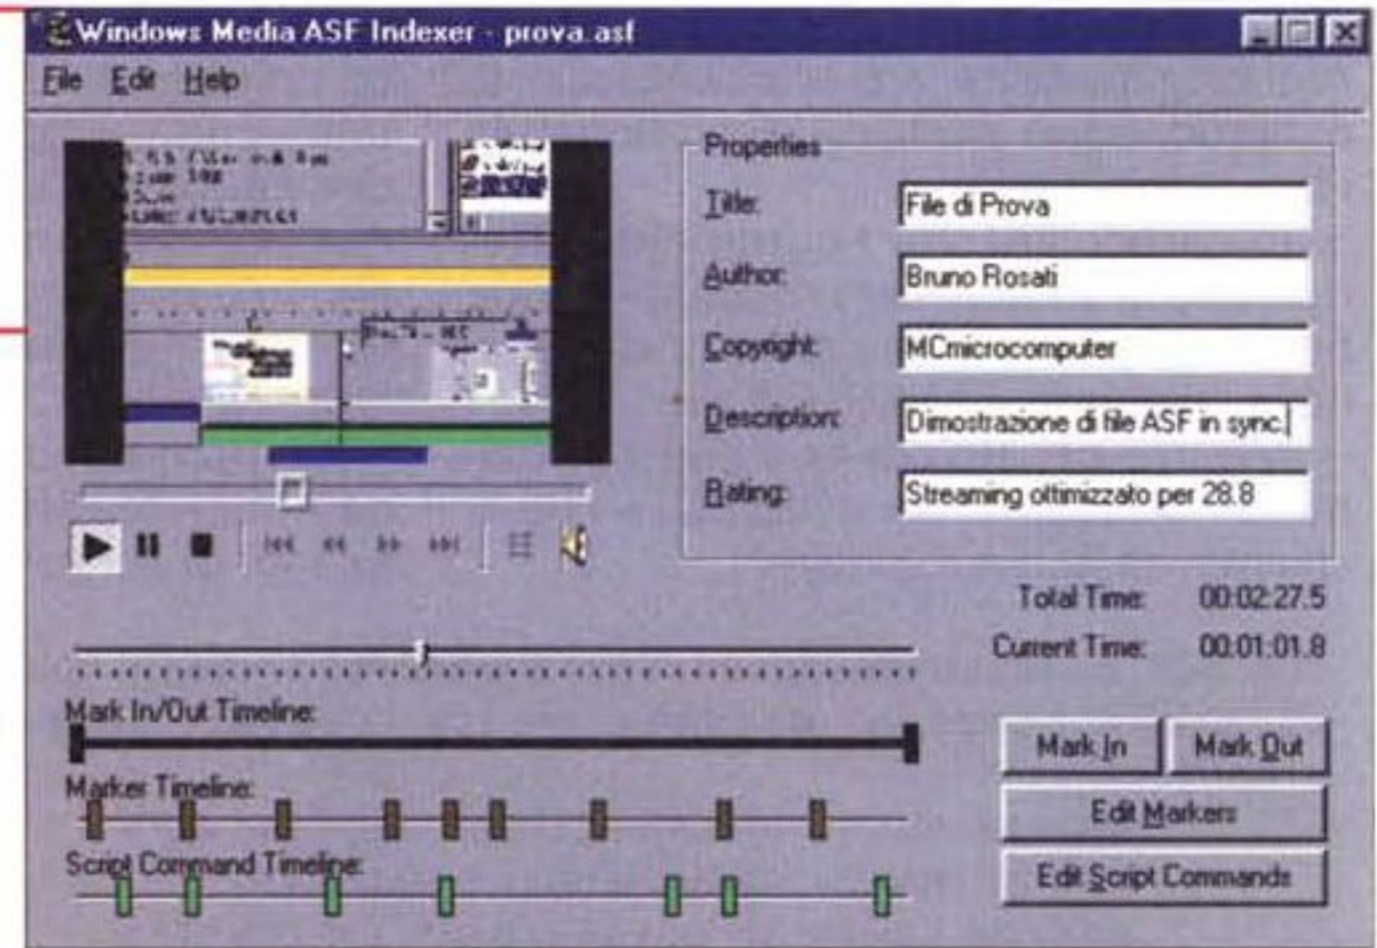 Windows Media ASF Indexer - prova.asf
File Edit Help
Properties
Title: File di Prova
Author: Bruno Rosati
Copyright: MCmicrocomputer
Description: Dimostrazione di file ASF in sync.
Rating: Streaming ottimizzato per 28.8
Total Time: 00:02:27.5
Current Time: 00:01:01.8
Mark In/Out Timeline:
Mark In Mark Out
Marker Timeline:
Edit Markers
Script Command Timeline:
Edit Script Commands